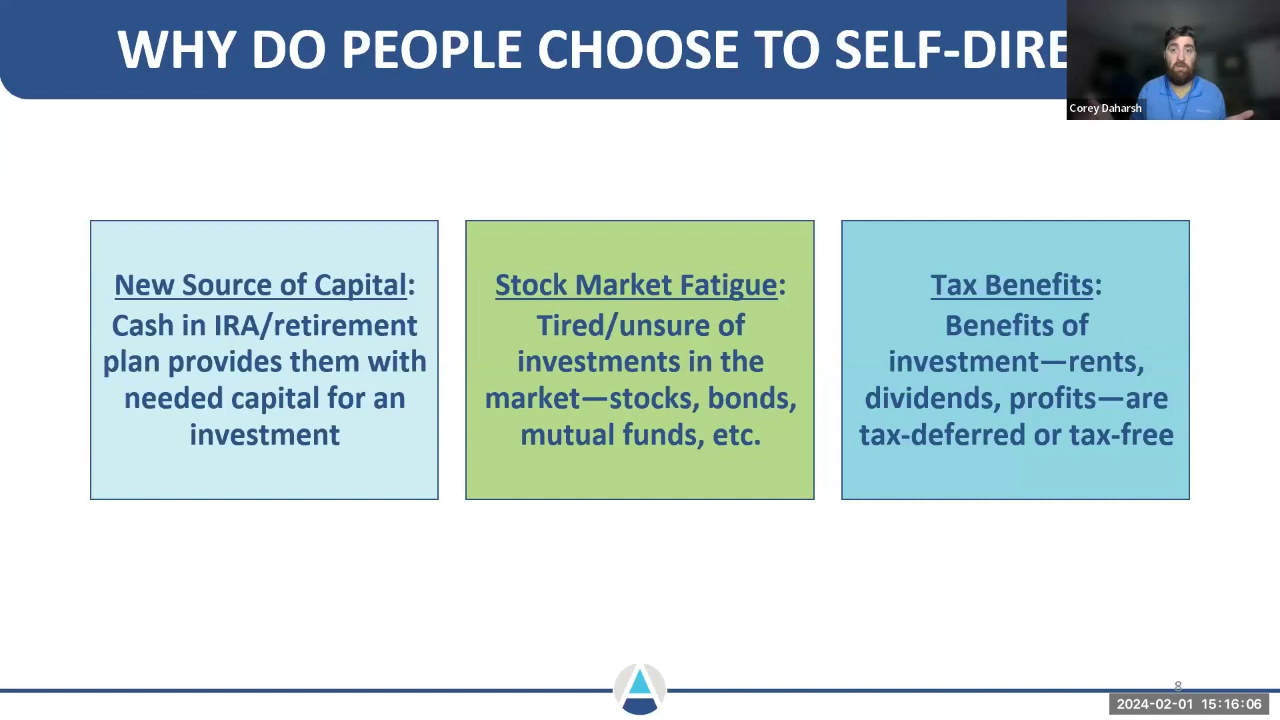 WHY DO PEOPLE CHOOSE TO SELF-DIRE
Corey Daharsh
New Source of Capital:
Cash in IRA/retirement
plan provides them with
needed capital for an
investment
Stock Market Fatigue:
Tired/unsure of
investments in the
market—stocks, bonds,
mutual funds, etc.
Tax Benefits:
Benefits of
investment—rents,
dividends, profits—are
tax-deferred or tax-free
8
2024-02-01 15:16:06